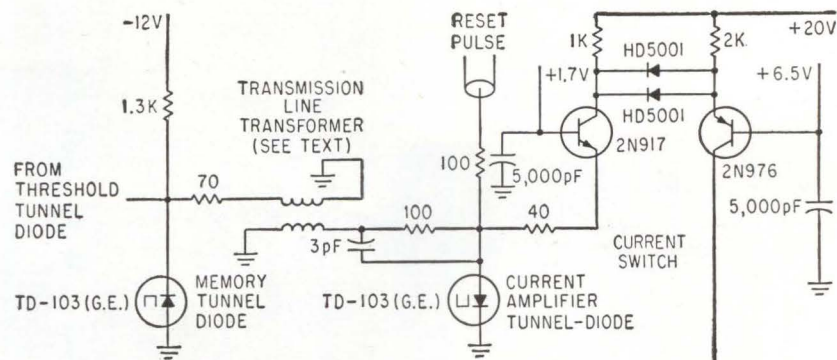 -12V
RESET
PULSE
1K
2K
+20V
HD5001
+1.7V
+6.5V
1.3K
TRANSMISSION
LINE
TRANSFORMER
(SEE TEXT)
HD5001
2N917
2N976
FROM
THRESHOLD
TUNNEL
DIODE
70
100
5,000pF
5,000pF
100
40
3pF
CURRENT
SWITCH
TD-103(G.E.)
MEMORY
TUNNEL
DIODE
TD-103(G.E.)
CURRENT
AMPLIFIER
TUNNEL-DIODE